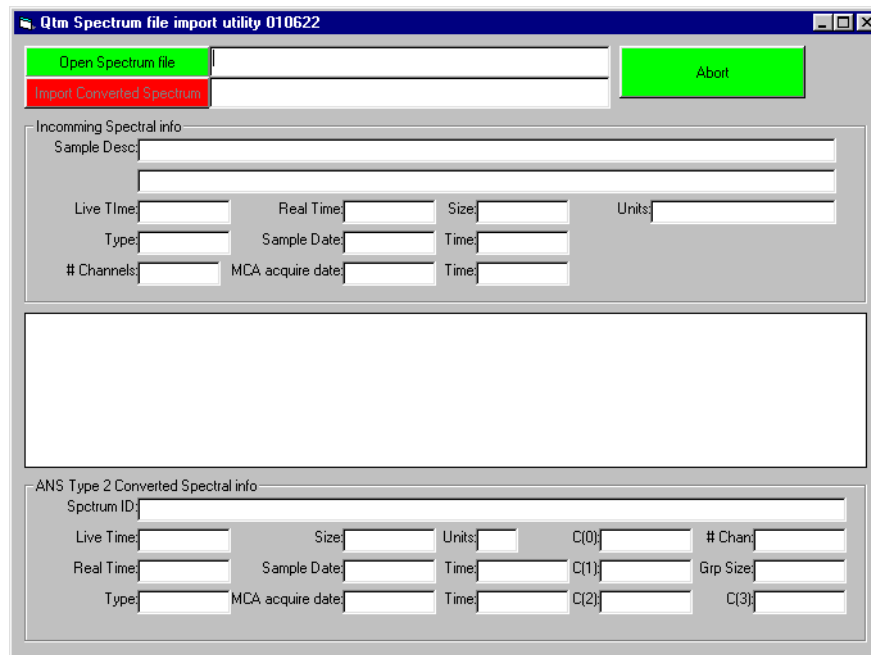 Qtm Spectrum file import utility 010622
Open Spectrum file
Abort
Import Converted Spectrum
Incomming Spectral info
Sample Desc:
Live TIme: Real Time: Size: Units:
Type: Sample Date: Time:
# Channels: MCA acquire date: Time:
ANS Type 2 Converted Spectral info
Spctrum ID:
Live Time: Size: Units: C(0): # Chan:
Real Time: Sample Date: Time: C(1): Grp Size:
Type: MCA acquire date: Time: C(2): C(3):